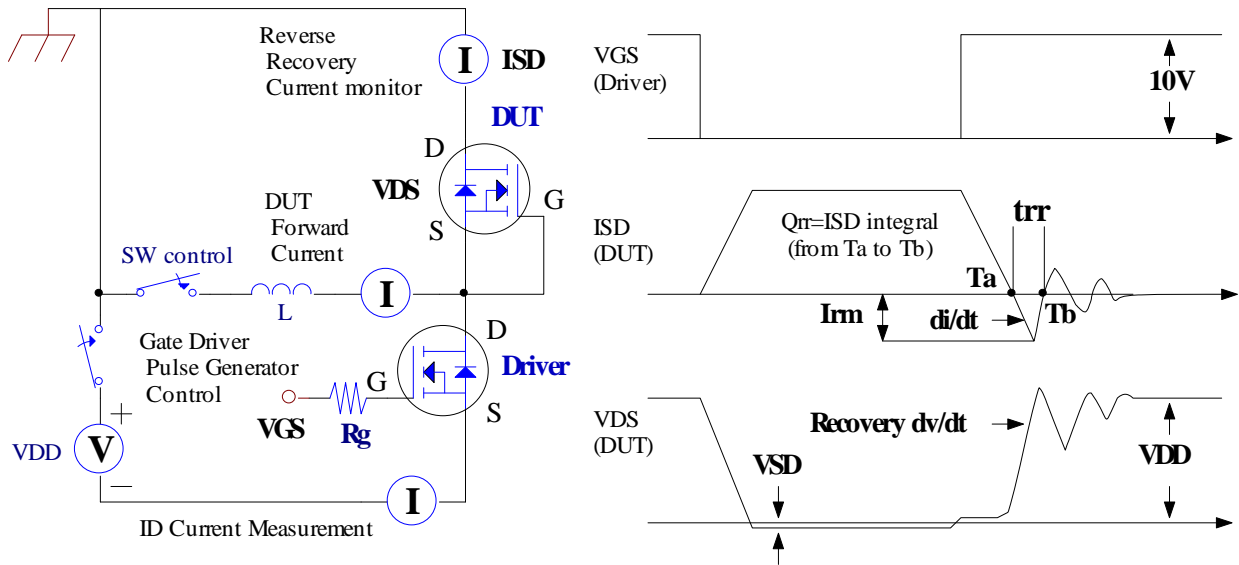 Reverse
Recovery
Current monitor
I
ISD
DUT
D
VDS
G
S
DUT
Forward
Current
SW control
I
L
Gate Driver
Pulse Generator
Control
D
Driver
G
S
VGS
Rg
+
VDD
V
−
I
ID Current Measurement
VGS
(Driver)
10V
ISD
(DUT)
Qrr=ISD integral
(from Ta to Tb)
trr
Ta
Irm
di/dt
Tb
VDS
(DUT)
Recovery dv/dt
VSD
VDD